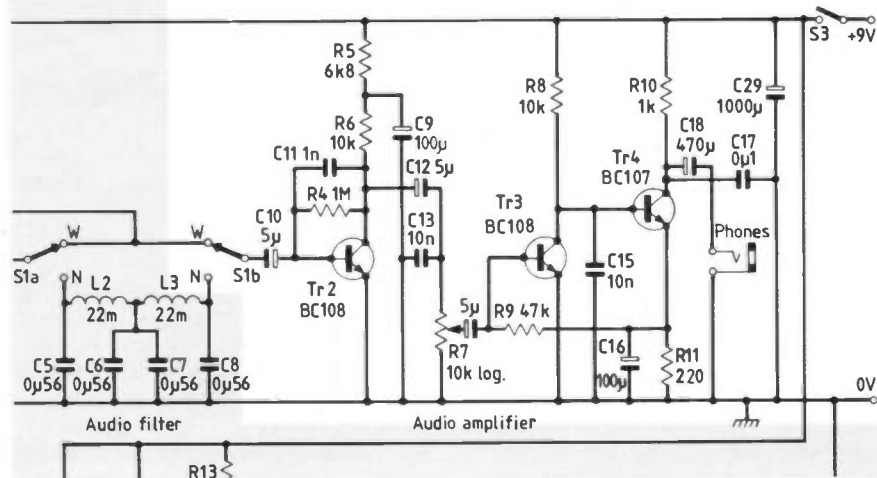 S3
+9V
R5
6k8
R8
10k
R10
1k
C29
1000µ
R6
10k
C9
100µ
C18
470µ
C17
0µ1
C11 1n
C12 5µ
Tr4
BC107
R4 1M
Tr3
BC108
C10
5µ
C13
10n
W
W
Phones
S1a
N
L2
22m
L3
22m
N
S1b
Tr2
BC108
C15
10n
5µ
R9 47k
R7
10k log.
C16
100µ
R11
220
C5
0µ56
C6
0µ56
C7
0µ56
C8
0µ56
0V
Audio filter
Audio amplifier
R13